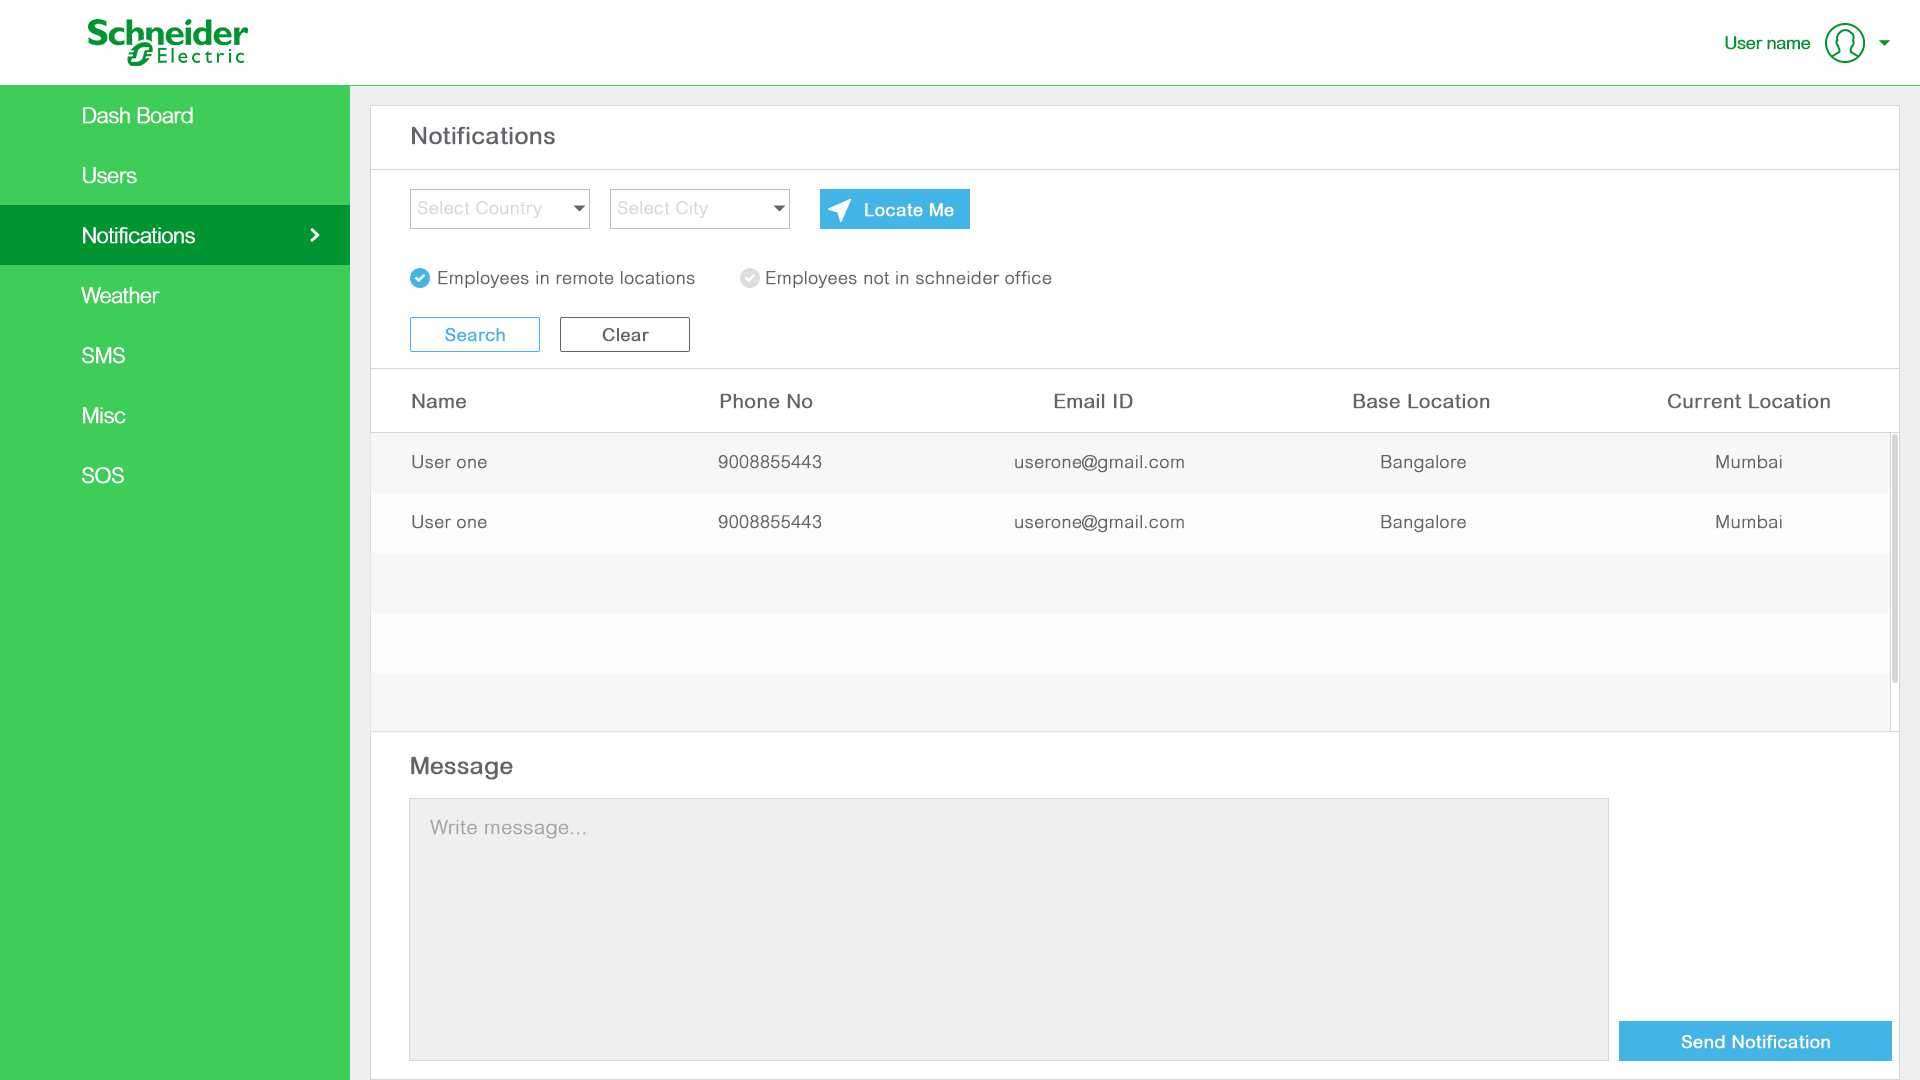 Schneider
Electric
User name
Dash Board
Users
Notifications
Weather
SMS
Misc
SOS
Notifications
Select Country
Select City
Locate Me
Employees in remote locations
Employees not in schneider office
Search
Clear
Name Phone No Email ID Base Location Current Location
User one 9008855443 userone@gmail.com Bangalore Mumbai
User one 9008855443 userone@gmail.com Bangalore Mumbai
Message
Write message...
Send Notification